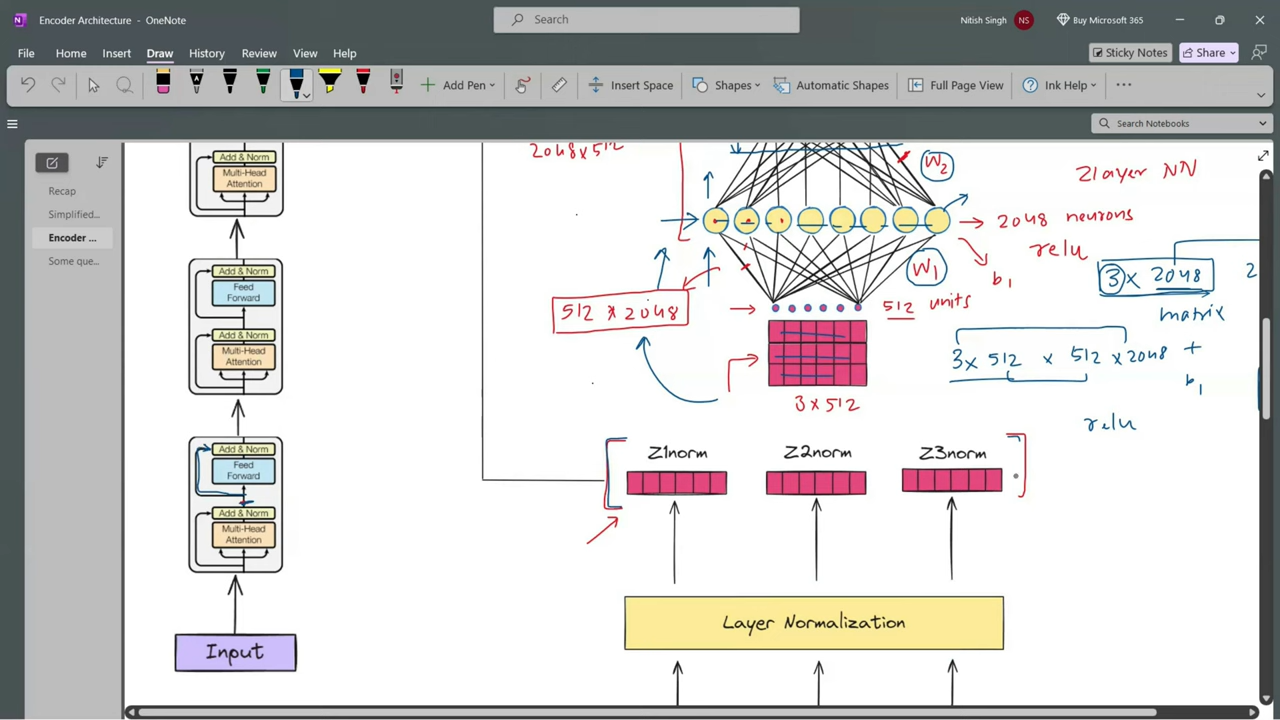 Encoder Architecture - OneNote
Search
Nitish Singh
NS
Buy Microsoft 365
File Home Insert Draw History Review View Help
Sticky Notes
Share
Add Pen
Insert Space
Shapes
Automatic Shapes
Full Page View
Ink Help
Search Notebooks
Recap
Simplified...
Encoder ...
Some que...
Add & Norm
Multi-Head
Attention
Add & Norm
Feed
Forward
Add & Norm
Multi-Head
Attention
Add & Norm
Feed
Forward
Add & Norm
Multi-Head
Attention
Input
2048x512
W2
2 layer NN
2048 neurons
relu
W1
b1
3 x 2048
2
matrix
512 x 2048
512 units
3x 512 x 512 x 2048 +
b1
3 x 512
relu
Z1norm
Z2norm
Z3norm
Layer Normalization